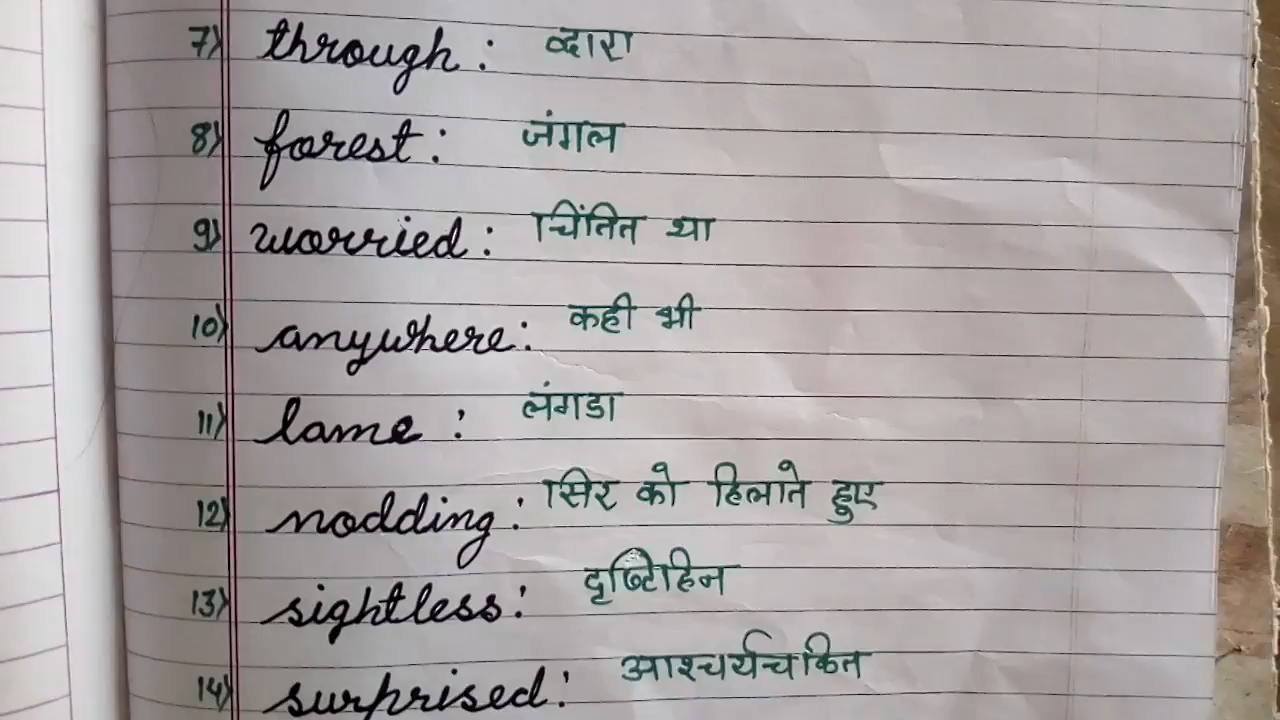 7) through : व्दारा
8) forest : जंगल
9) worried : चिंतित था
10) anywhere : कही भी
11) lame : लंगडा
12) nodding : सिर को हिलाते हुए
13) sightless : दृष्टिहिन
14) surprised : आश्चर्यचकित